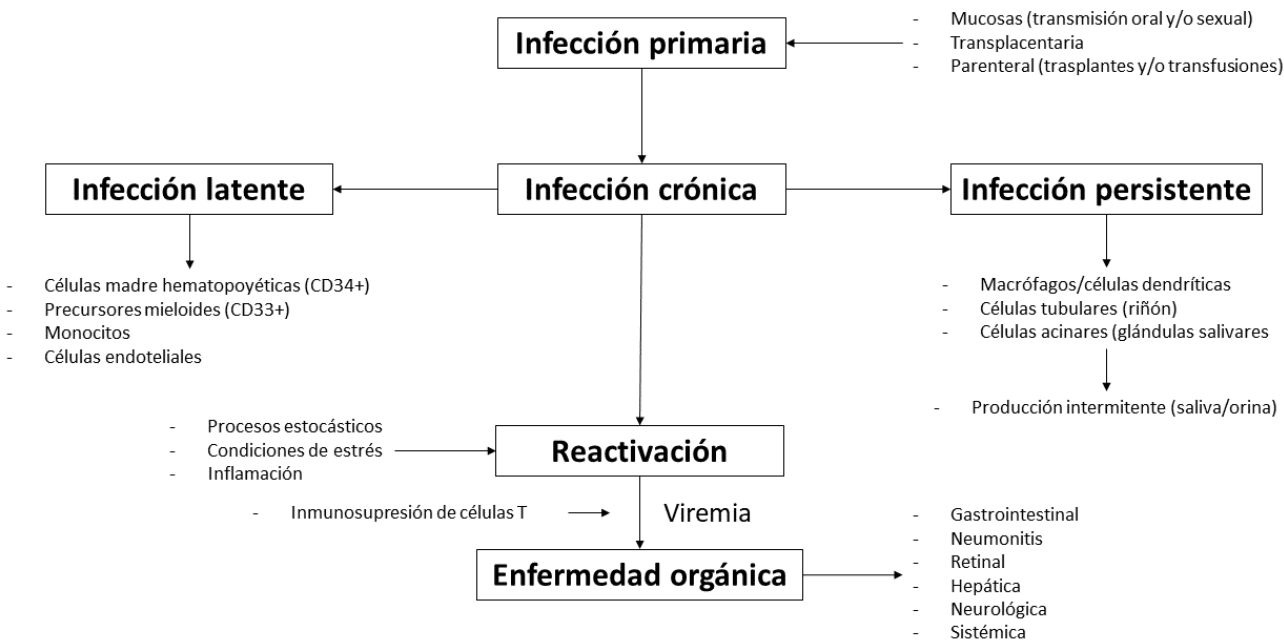 Infección primaria
- Mucosas (transmisión oral y/o sexual)
- Transplacentaria
- Parenteral (trasplantes y/o transfusiones)
Infección latente
Infección crónica
Infección persistente
- Células madre hematopoyéticas (CD34+)
- Precursores mieloides (CD33+)
- Monocitos
- Células endoteliales
- Macrófagos/células dendríticas
- Células tubulares (riñón)
- Células acinares (glándulas salivares
- Producción intermitente (saliva/orina)
- Procesos estocásticos
- Condiciones de estrés
- Inflamación
Reactivación
- Inmunosupresión de células T
Viremia
Enfermedad orgánica
- Gastrointestinal
- Neumonitis
- Retinal
- Hepática
- Neurológica
- Sistémica